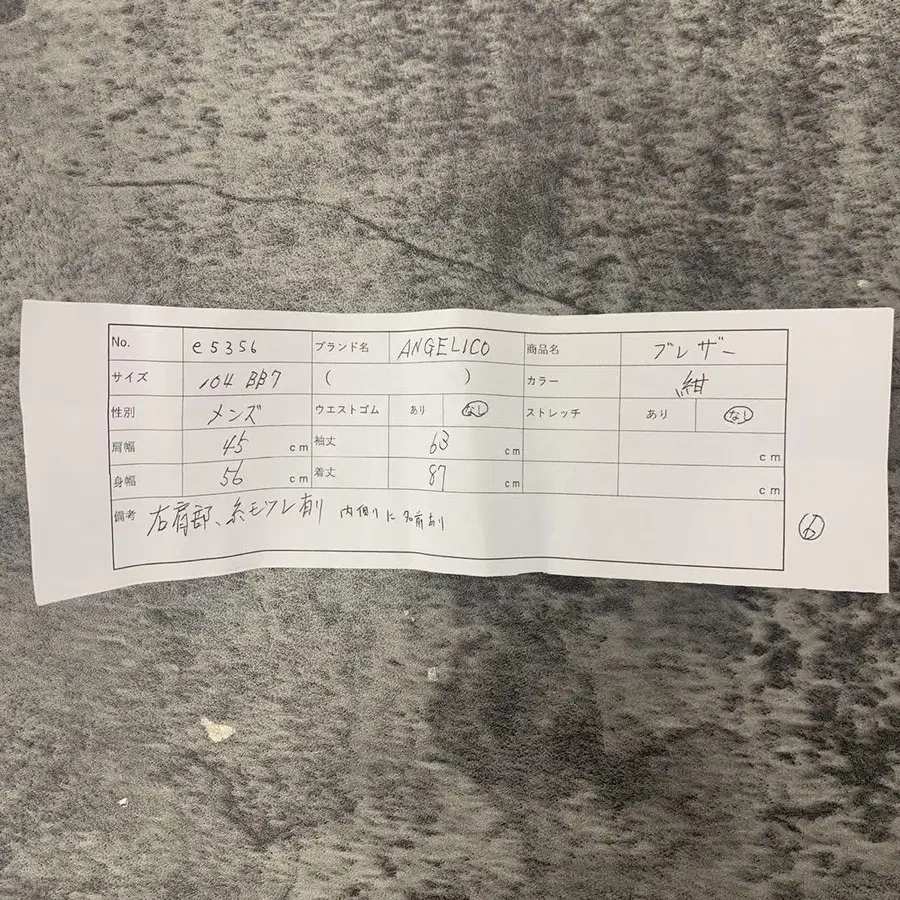 No. e5356 ブランド名 ANGELICO 商品名 ブレザー
サイズ 104 BB7 ( ) カラー 紺
性別 メンズ ウエストゴム あり なし ストレッチ あり なし
肩幅 45 cm 袖丈 63 cm cm
身幅 56 cm 着丈 87 cm cm
備考 右肩部、糸モツレ有り 内側に名前あり